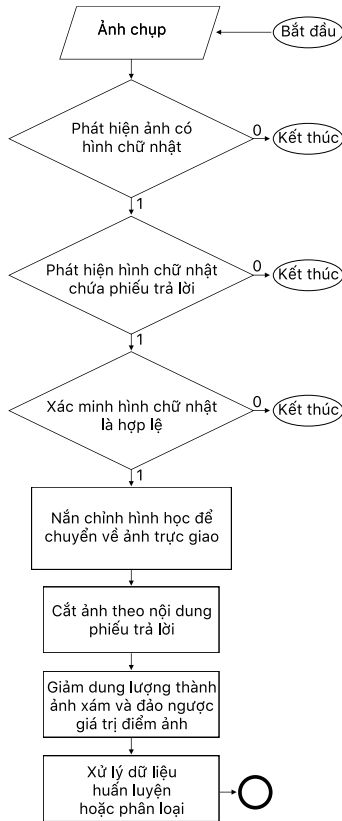 Ảnh chụp
Bắt đầu
Phát hiện ảnh có
hình chữ nhật
0
Kết thúc
1
Phát hiện hình chữ nhật
chứa phiếu trả lời
0
Kết thúc
1
Xác minh hình chữ nhật
là hợp lệ
0
Kết thúc
1
Nắn chỉnh hình học để
chuyển về ảnh trực giao
Cắt ảnh theo nội dung
phiếu trả lời
Giảm dung lượng thành
ảnh xám và đảo ngược
giá trị điểm ảnh
Xử lý dữ liệu
huấn luyện
hoặc phân loại